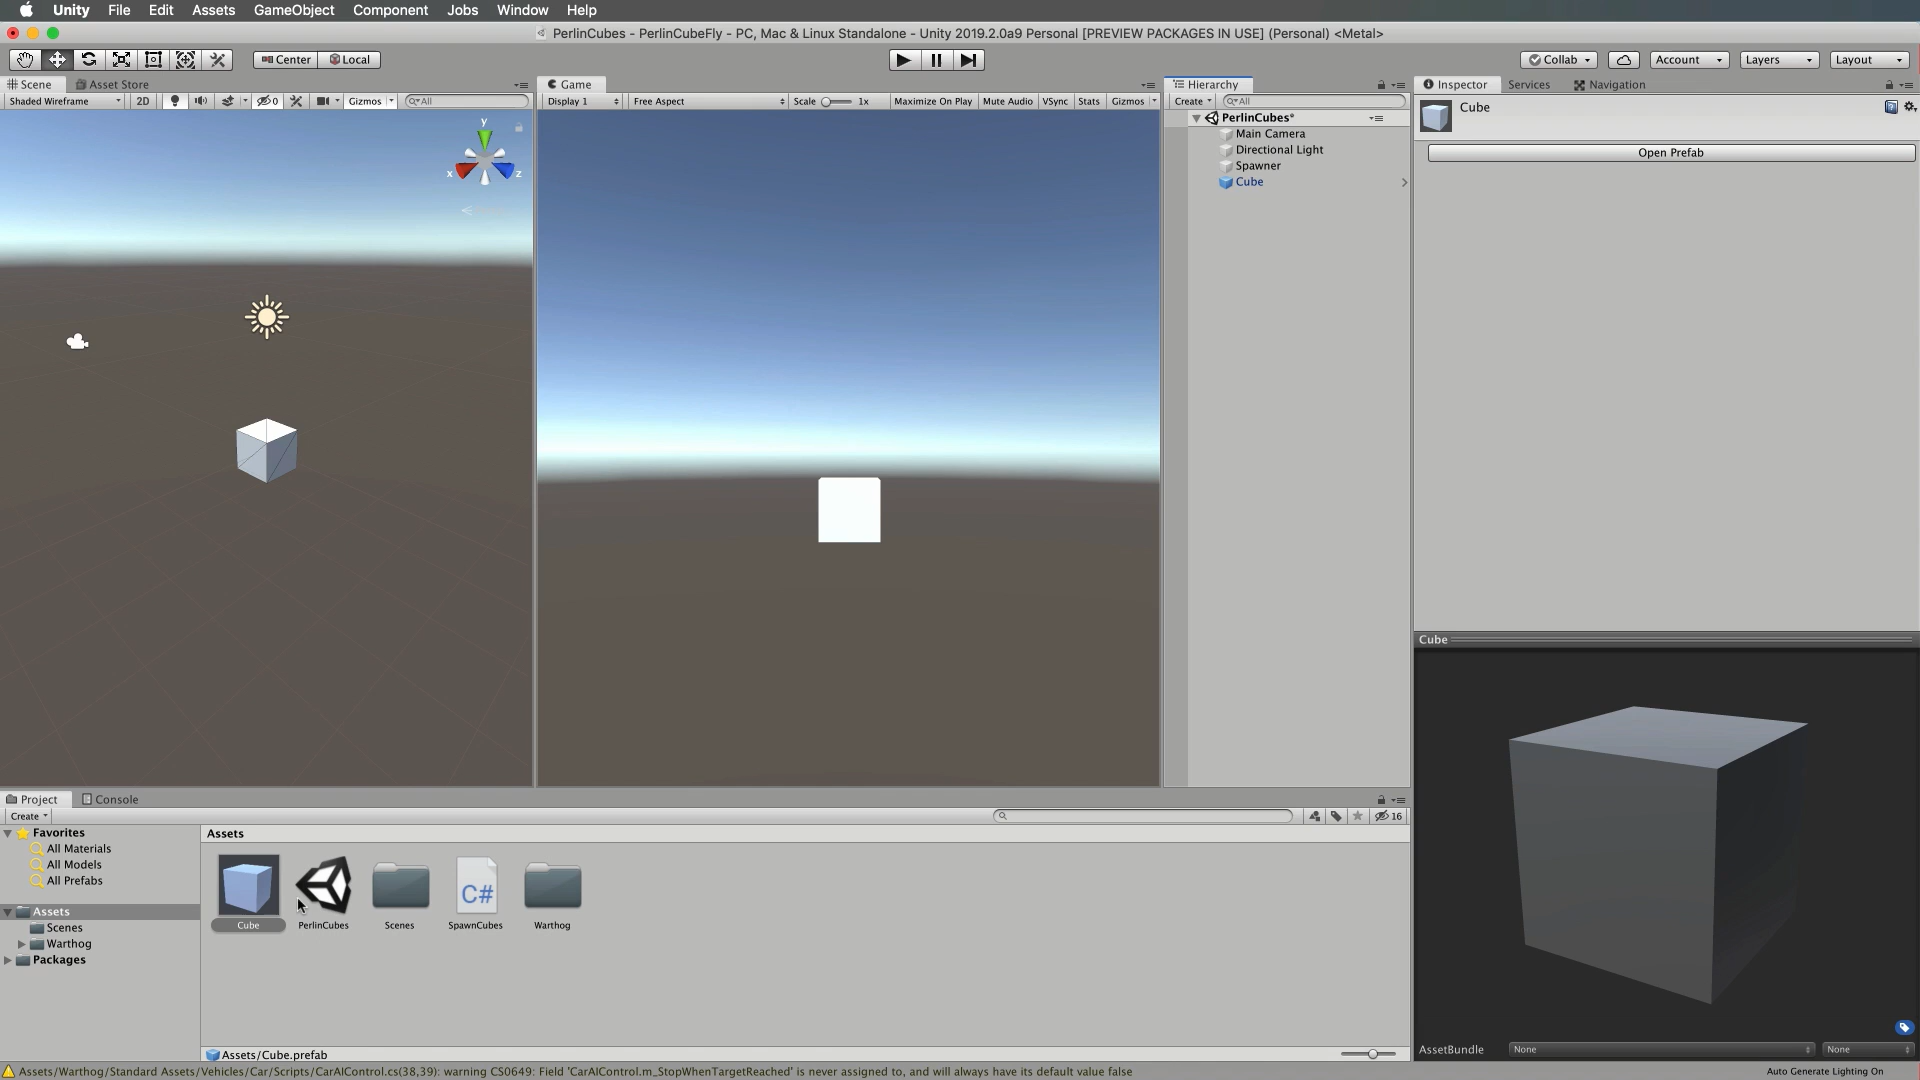 Unity File Edit Assets GameObject Component Jobs Window Help
PerlinCubes - PerlinCubeFly - PC, Mac & Linux Standalone - Unity 2019.2.0a9 Personal [PREVIEW PACKAGES IN USE] (Personal) <Metal>
Center Local Collab Account Layers Layout
Scene Asset Store Game Hierarchy Inspector Services Navigation
Shaded Wireframe 2D 0 Gizmos All Display 1 Free Aspect Scale 1x Maximize On Play Mute Audio VSync Stats Gizmos Create All
Cube
PerlinCubes*
Main Camera
Directional Light
Spawner
Cube
Open Prefab
y
x z
Cube
Project Console
Create 16
Favorites
All Materials
All Models
All Prefabs
Assets
Scenes
Warthog
Packages
Assets
C#
Cube PerlinCubes Scenes SpawnCubes Warthog
Assets/Cube.prefab
AssetBundle None None
Assets/Warthog/Standard Assets/Vehicles/Car/Scripts/CarAIControl.cs(38,39): warning CS0649: Field 'CarAIControl.m_StopWhenTargetReached' is never assigned to, and will always have its default value false
Auto Generate Lighting On